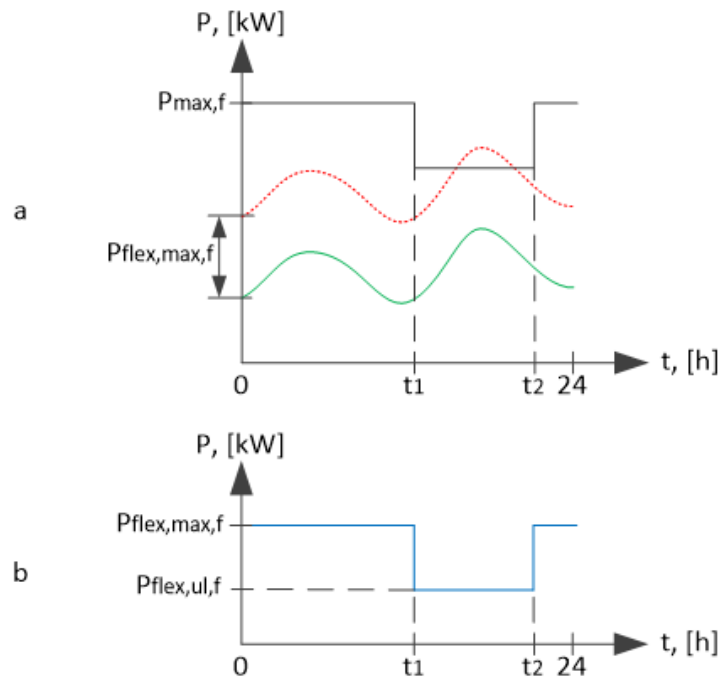 P, [kW]
Pmax,f
a
Pflex,max,f
0
t1
t2
24
t, [h]
P, [kW]
Pflex,max,f
b
Pflex,ul,f
0
t1
t2
24
t, [h]